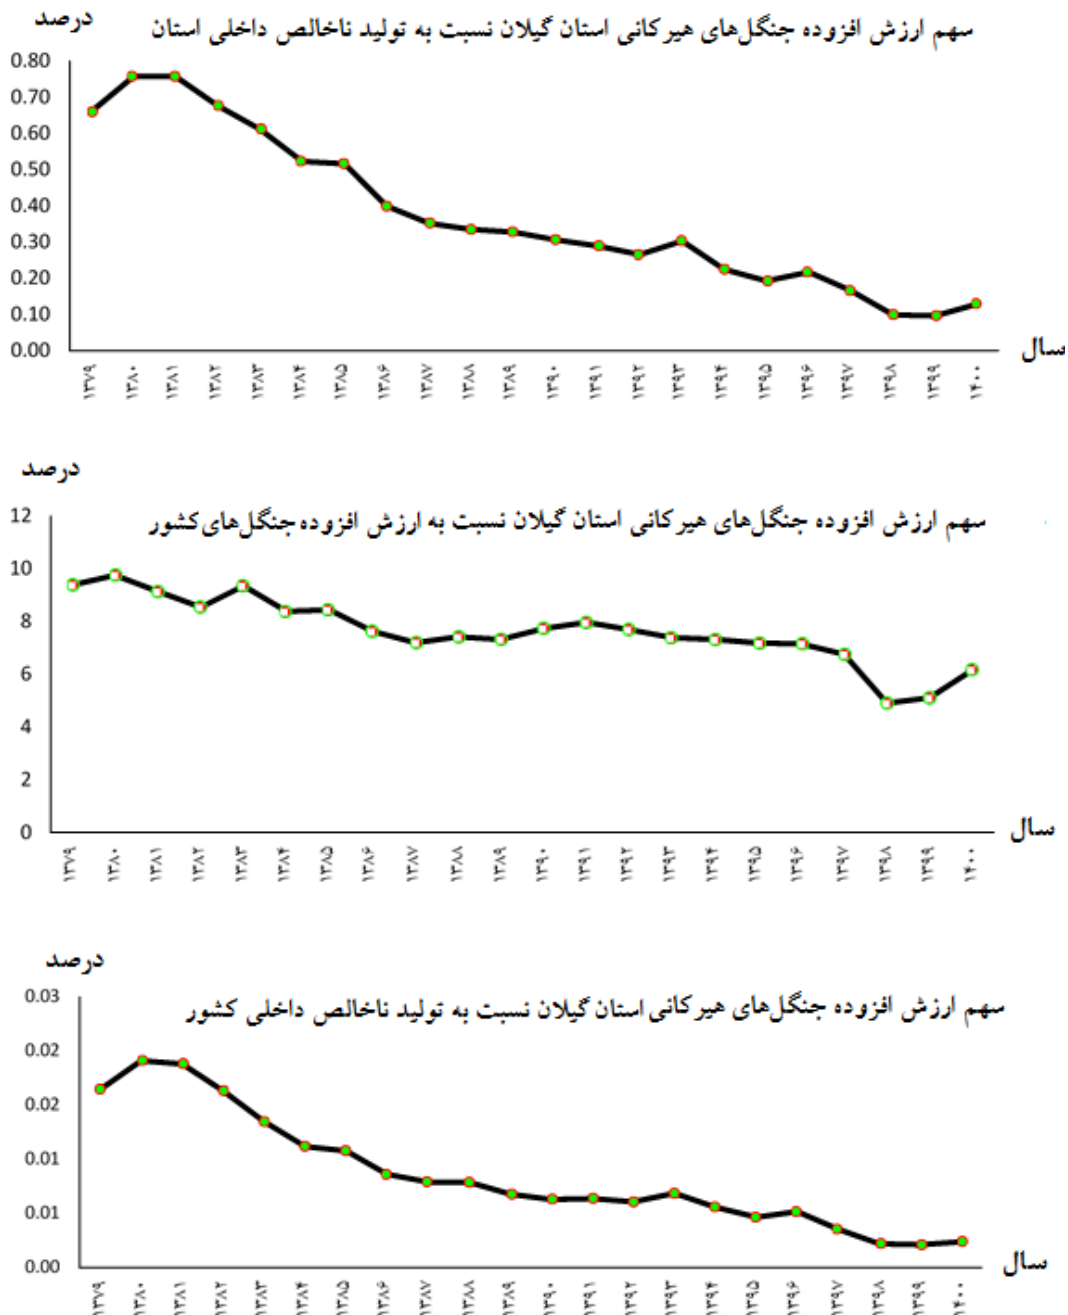 درصد
سهم ارزش افزوده جنگل‌های هیرکانی استان گیلان نسبت به تولید ناخالص داخلی استان
0.80
0.70
0.60
0.50
0.40
0.30
0.20
0.10
0.00
سال
۱۳۷۹ ۱۳۸۰ ۱۳۸۱ ۱۳۸۲ ۱۳۸۳ ۱۳۸۴ ۱۳۸۵ ۱۳۸۶ ۱۳۸۷ ۱۳۸۸ ۱۳۸۹ ۱۳۹۰ ۱۳۹۱ ۱۳۹۲ ۱۳۹۳ ۱۳۹۴ ۱۳۹۵ ۱۳۹۶ ۱۳۹۷ ۱۳۹۸ ۱۳۹۹ ۱۴۰۰
درصد
سهم ارزش افزوده جنگل‌های هیرکانی استان گیلان نسبت به ارزش افزوده جنگل‌های کشور
12
10
8
6
4
2
0
سال
۱۳۷۹ ۱۳۸۰ ۱۳۸۱ ۱۳۸۲ ۱۳۸۳ ۱۳۸۴ ۱۳۸۵ ۱۳۸۶ ۱۳۸۷ ۱۳۸۸ ۱۳۸۹ ۱۳۹۰ ۱۳۹۱ ۱۳۹۲ ۱۳۹۳ ۱۳۹۴ ۱۳۹۵ ۱۳۹۶ ۱۳۹۷ ۱۳۹۸ ۱۳۹۹ ۱۴۰۰
درصد
سهم ارزش افزوده جنگل‌های هیرکانی استان گیلان نسبت به تولید ناخالص داخلی کشور
0.03
0.02
0.02
0.01
0.01
0.00
سال
۱۳۷۹ ۱۳۸۰ ۱۳۸۱ ۱۳۸۲ ۱۳۸۳ ۱۳۸۴ ۱۳۸۵ ۱۳۸۶ ۱۳۸۷ ۱۳۸۸ ۱۳۸۹ ۱۳۹۰ ۱۳۹۱ ۱۳۹۲ ۱۳۹۳ ۱۳۹۴ ۱۳۹۵ ۱۳۹۶ ۱۳۹۷ ۱۳۹۸ ۱۳۹۹ ۱۴۰۰